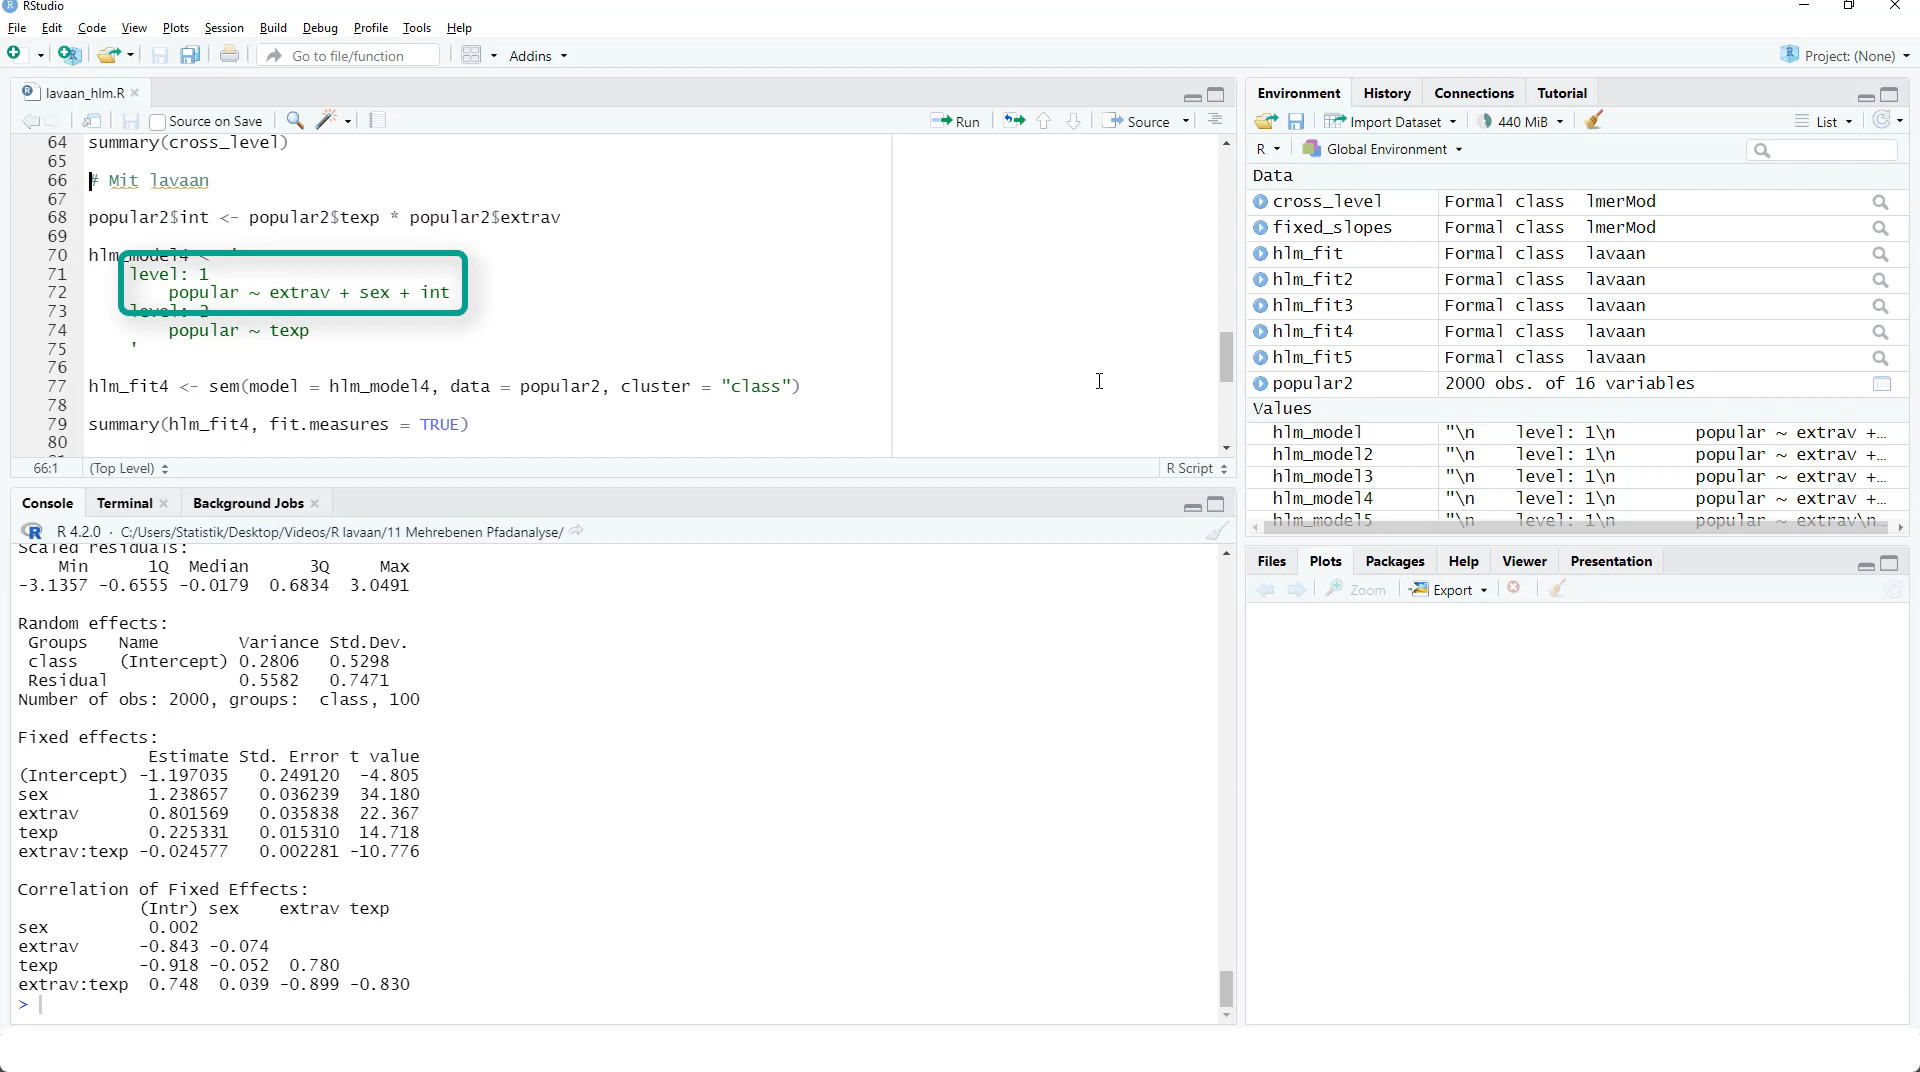 RStudio
File Edit Code View Plots Session Build Debug Profile Tools Help
Go to file/function Addins Project: (None)
lavaan_hlm.R
Source on Save Run Source
64 summary(cross_level)
65
66 # Mit lavaan
67
68 popular2$int <- popular2$texp * popular2$extrav
69
70 hlm_model4 <
71 level: 1
72 popular ~ extrav + sex + int
73 level: 2
74 popular ~ texp
75 '
76
77 hlm_fit4 <- sem(model = hlm_model4, data = popular2, cluster = "class")
78
79 summary(hlm_fit4, fit.measures = TRUE)
80
66:1 (Top Level) R Script
Console Terminal Background Jobs
R 4.2.0 · C:/Users/Statistik/Desktop/Videos/R lavaan/11 Mehrebenen Pfadanalyse/
Scaled residuals:
Min 1Q Median 3Q Max
-3.1357 -0.6555 -0.0179 0.6834 3.0491
Random effects:
Groups Name Variance Std.Dev.
class (Intercept) 0.2806 0.5298
Residual 0.5582 0.7471
Number of obs: 2000, groups: class, 100
Fixed effects:
Estimate Std. Error t value
(Intercept) -1.197035 0.249120 -4.805
sex 1.238657 0.036239 34.180
extrav 0.801569 0.035838 22.367
texp 0.225331 0.015310 14.718
extrav:texp -0.024577 0.002281 -10.776
Correlation of Fixed Effects:
(Intr) sex extrav texp
sex 0.002
extrav -0.843 -0.074
texp -0.918 -0.052 0.780
extrav:texp 0.748 0.039 -0.899 -0.830
>
Environment History Connections Tutorial
Import Dataset 440 MiB List
R Global Environment
Data
cross_level Formal class lmerMod
fixed_slopes Formal class lmerMod
hlm_fit Formal class lavaan
hlm_fit2 Formal class lavaan
hlm_fit3 Formal class lavaan
hlm_fit4 Formal class lavaan
hlm_fit5 Formal class lavaan
popular2 2000 obs. of 16 variables
Values
hlm_model "\n level: 1\n popular ~ extrav +…
hlm_model2 "\n level: 1\n popular ~ extrav +…
hlm_model3 "\n level: 1\n popular ~ extrav +…
hlm_model4 "\n level: 1\n popular ~ extrav +…
hlm_model5 "\n level: 1\n popular ~ extrav\n…
Files Plots Packages Help Viewer Presentation
Zoom Export